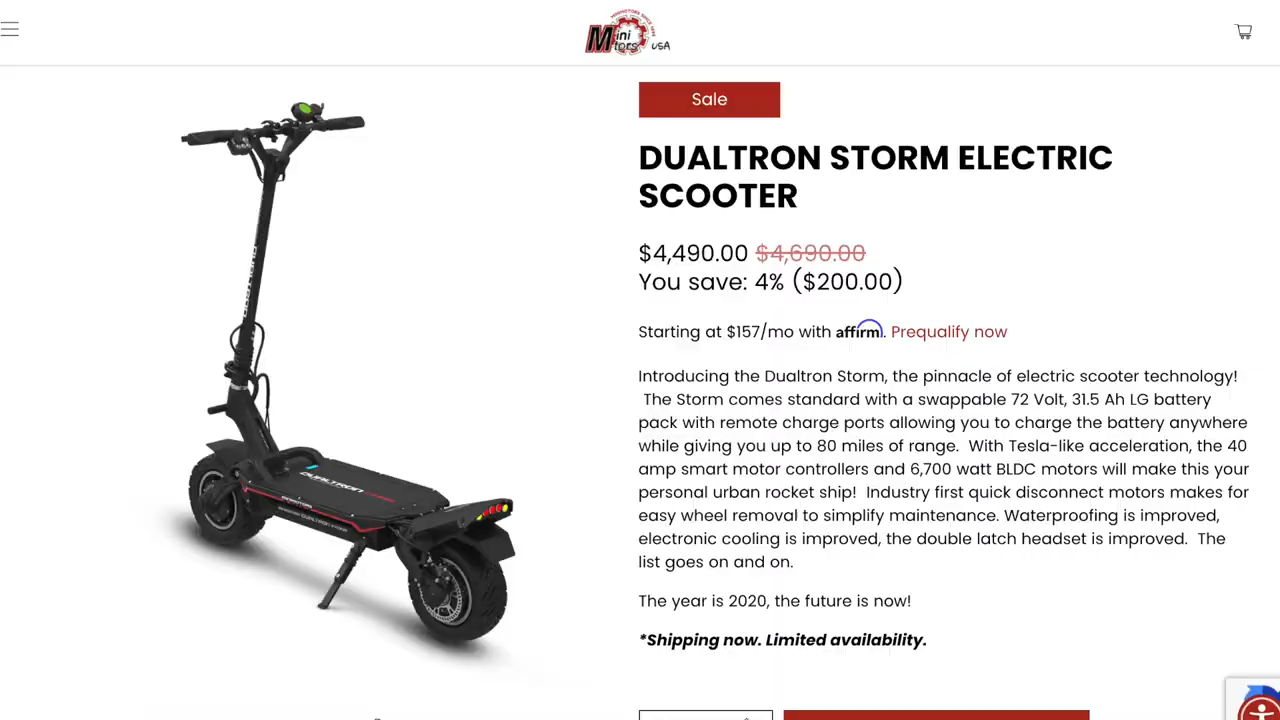 Mini
Motors USA
Sale
DUALTRON STORM ELECTRIC
SCOOTER
$4,490.00 $4,690.00
You save: 4% ($200.00)
Starting at $157/mo with affirm. Prequalify now
Introducing the Dualtron Storm, the pinnacle of electric scooter technology!
The Storm comes standard with a swappable 72 Volt, 31.5 Ah LG battery
pack with remote charge ports allowing you to charge the battery anywhere
while giving you up to 80 miles of range. With Tesla-like acceleration, the 40
amp smart motor controllers and 6,700 watt BLDC motors will make this your
personal urban rocket ship! Industry first quick disconnect motors makes for
easy wheel removal to simplify maintenance. Waterproofing is improved,
electronic cooling is improved, the double latch headset is improved. The
list goes on and on.
The year is 2020, the future is now!
*Shipping now. Limited availability.
DUALTRON
DUALTRON